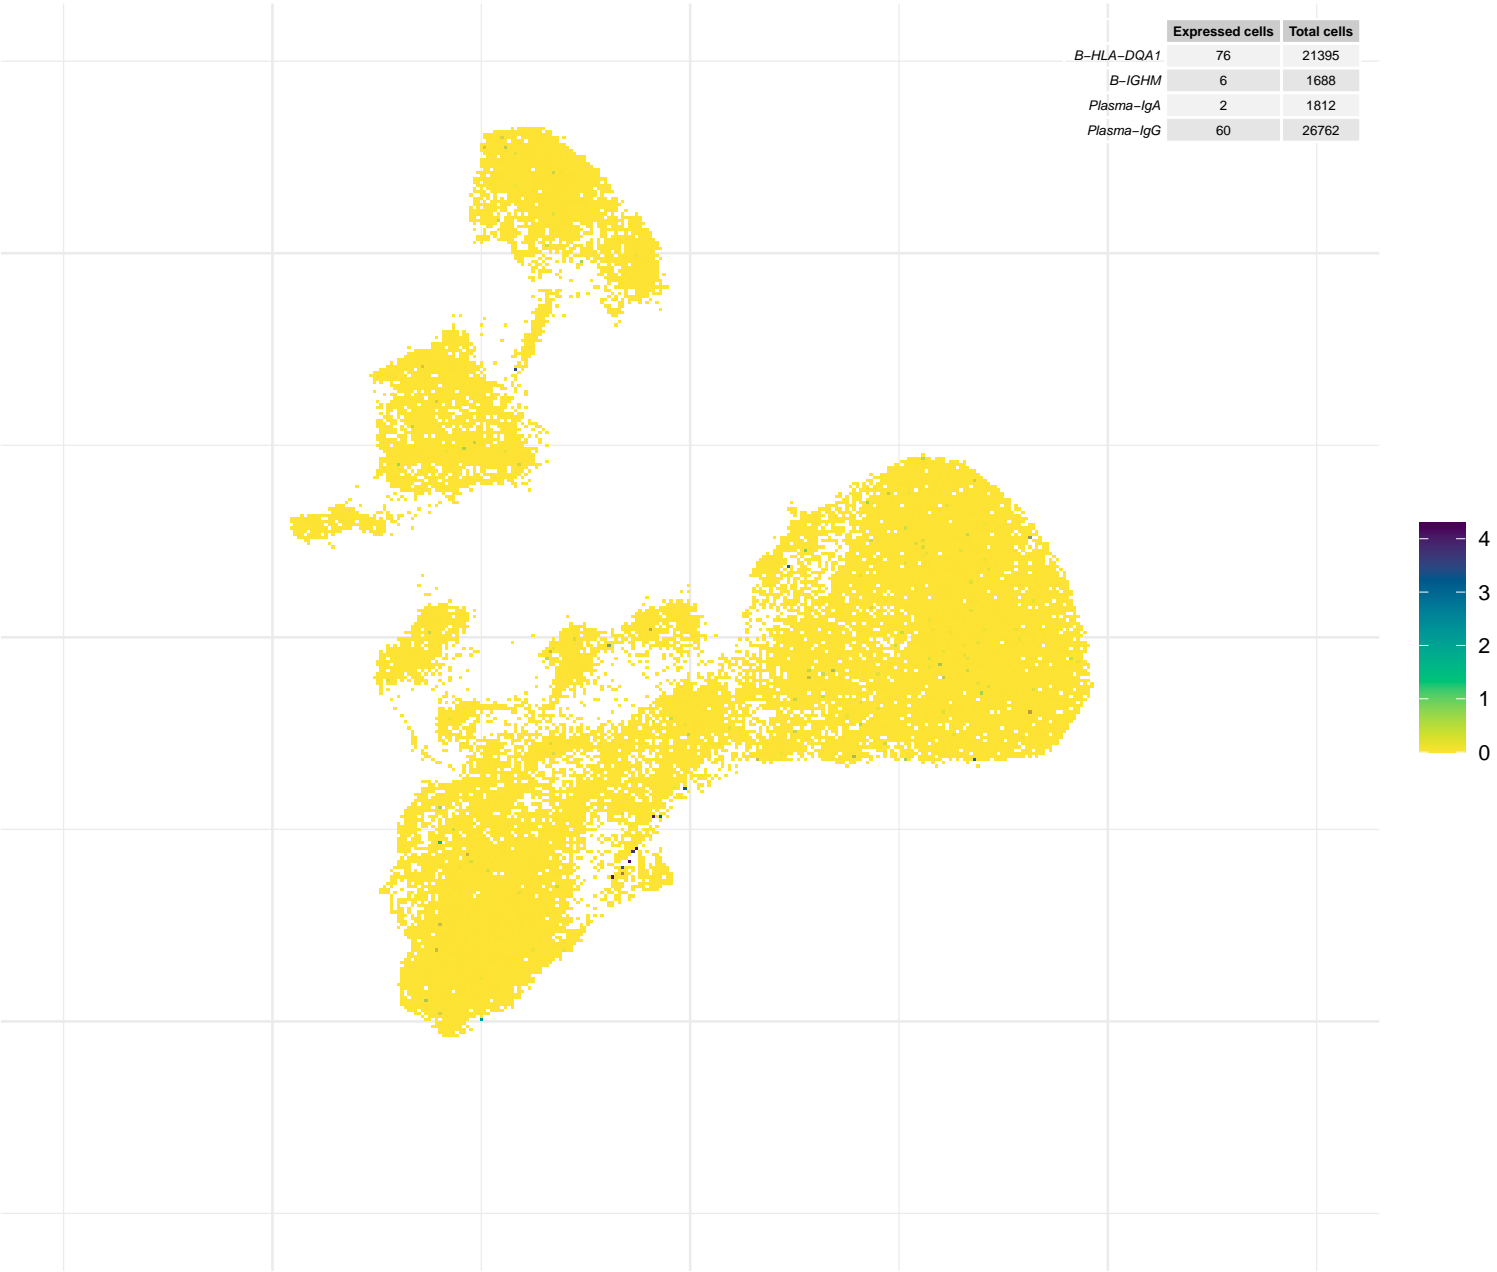 Expressed cells Total cells
B−HLA−DQA1 76 21395
B−IGHM 6 1688
Plasma−IgA 2 1812
Plasma−IgG 60 26762
4
3
2
1
0